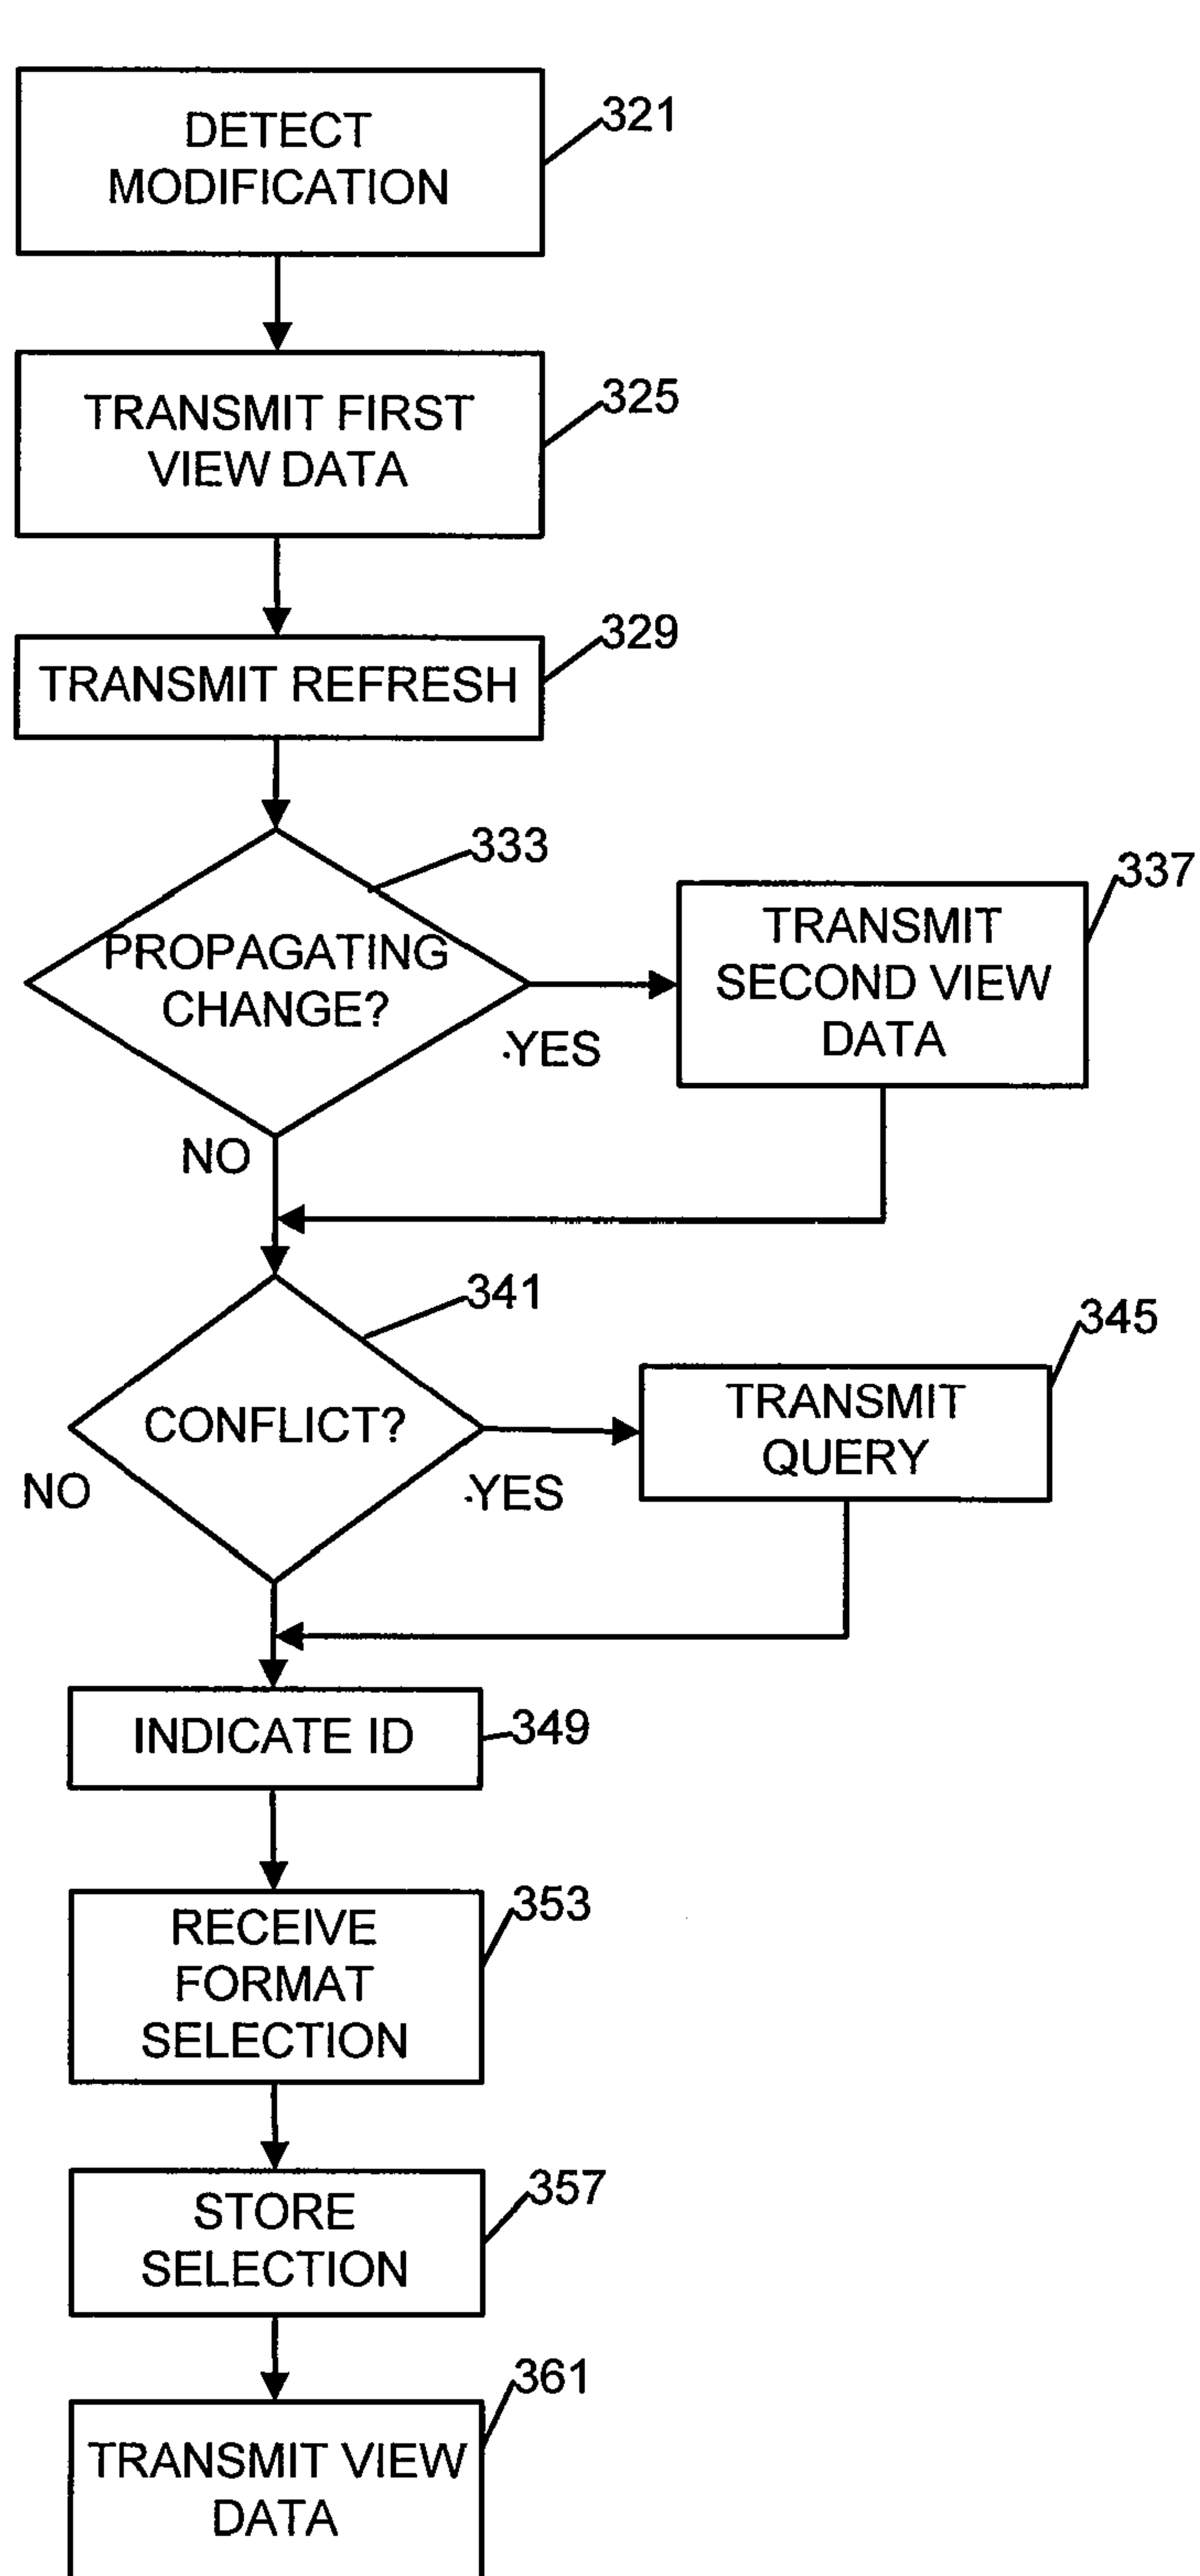 DETECT
MODIFICATION
321
TRANSMIT FIRST
VIEW DATA
325
TRANSMIT REFRESH
329
PROPAGATING
CHANGE?
333
YES
NO
TRANSMIT
SECOND VIEW
DATA
337
CONFLICT?
341
NO
YES
TRANSMIT
QUERY
345
INDICATE ID
349
RECEIVE
FORMAT
SELECTION
353
STORE
SELECTION
357
TRANSMIT VIEW
DATA
361